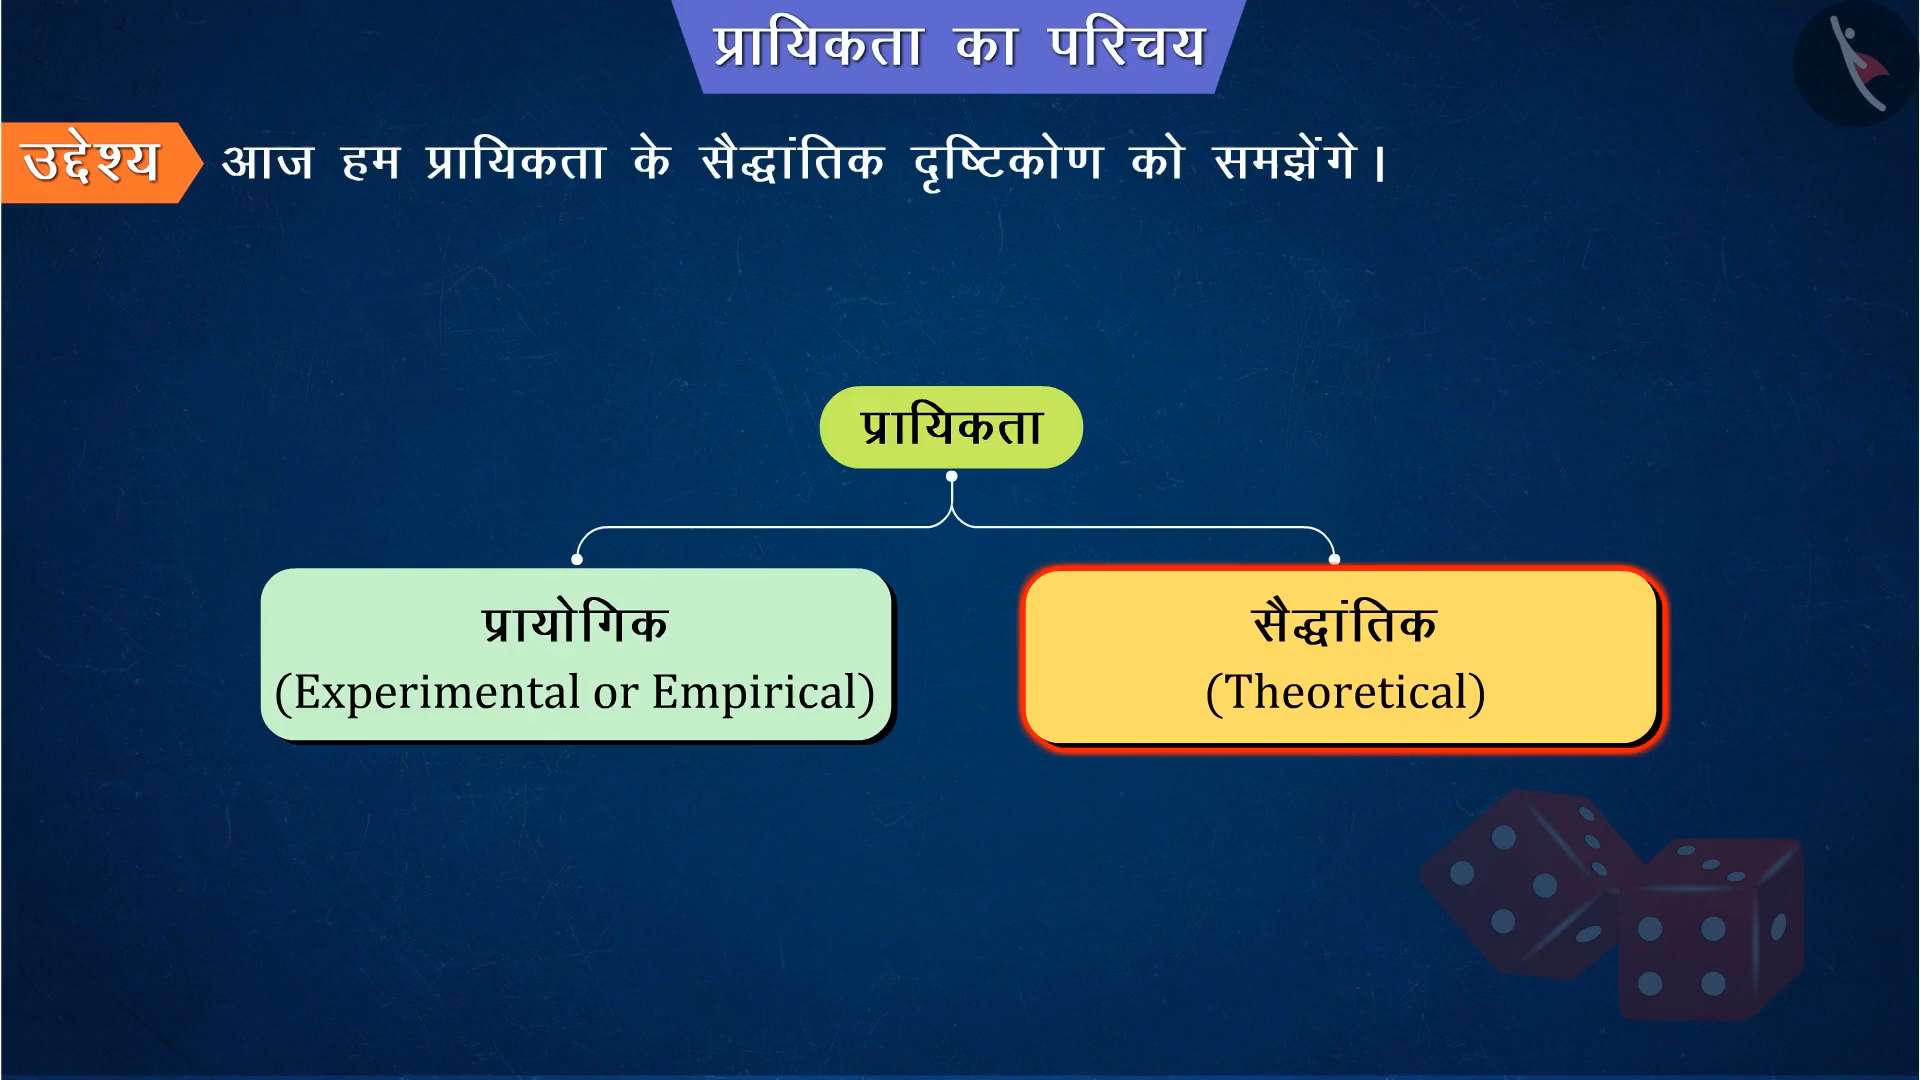 प्रायिकता का परिचय
उद्देश्य
आज हम प्रायिकता के सैद्धांतिक दृष्टिकोण को समझेंगे।
प्रायिकता
प्रायोगिक
(Experimental or Empirical)
सैद्धांतिक
(Theoretical)